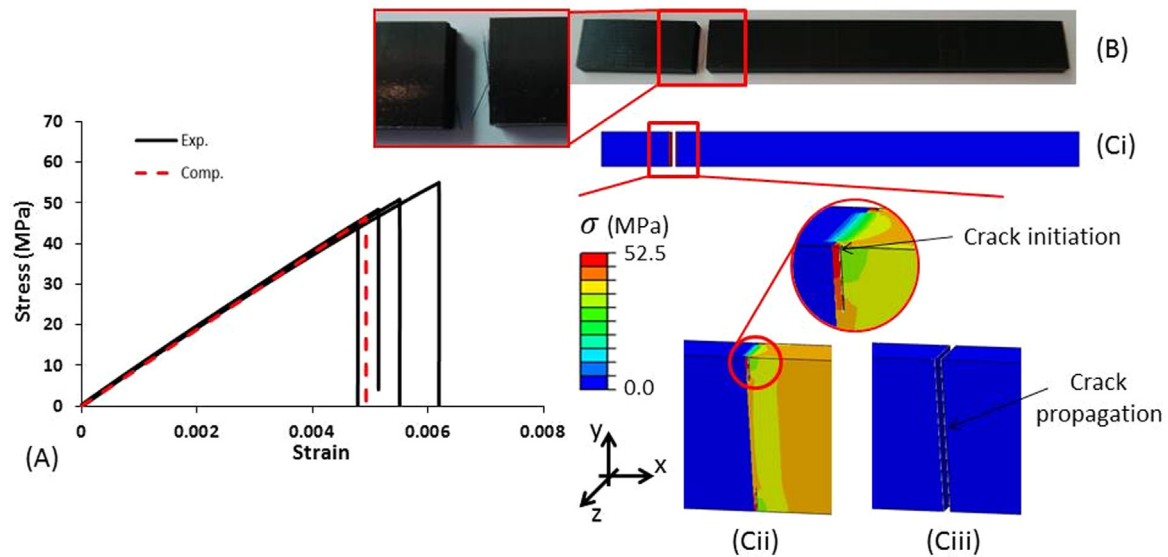 (B)
(Ci)
70
60
50
40
30
20
10
0
Stress (MPa)
Exp.
Comp.
0
0.002
0.004
0.006
0.008
Strain
(A)
σ (MPa)
52.5
0.0
Crack initiation
Crack
propagation
y
x
z
(Cii)
(Ciii)